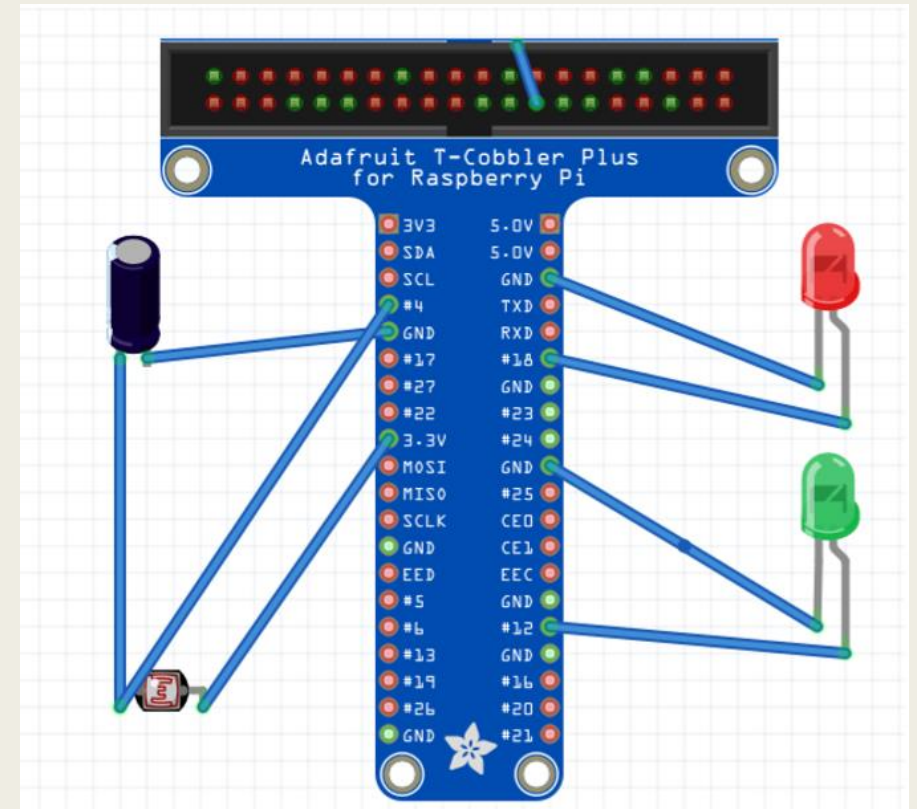 Adafruit T-Cobbler Plus
for Raspberry Pi
3V3 5.0V
SDA 5.0V
SCL GND
#4 TXD
GND RXD
#17 #18
#27 GND
#22 #23
3.3V #24
MOSI GND
MISO #25
SCLK CE0
GND CE1
EED EEC
#5 GND
#6 #12
#13 GND
#19 #16
#26 #20
GND #21